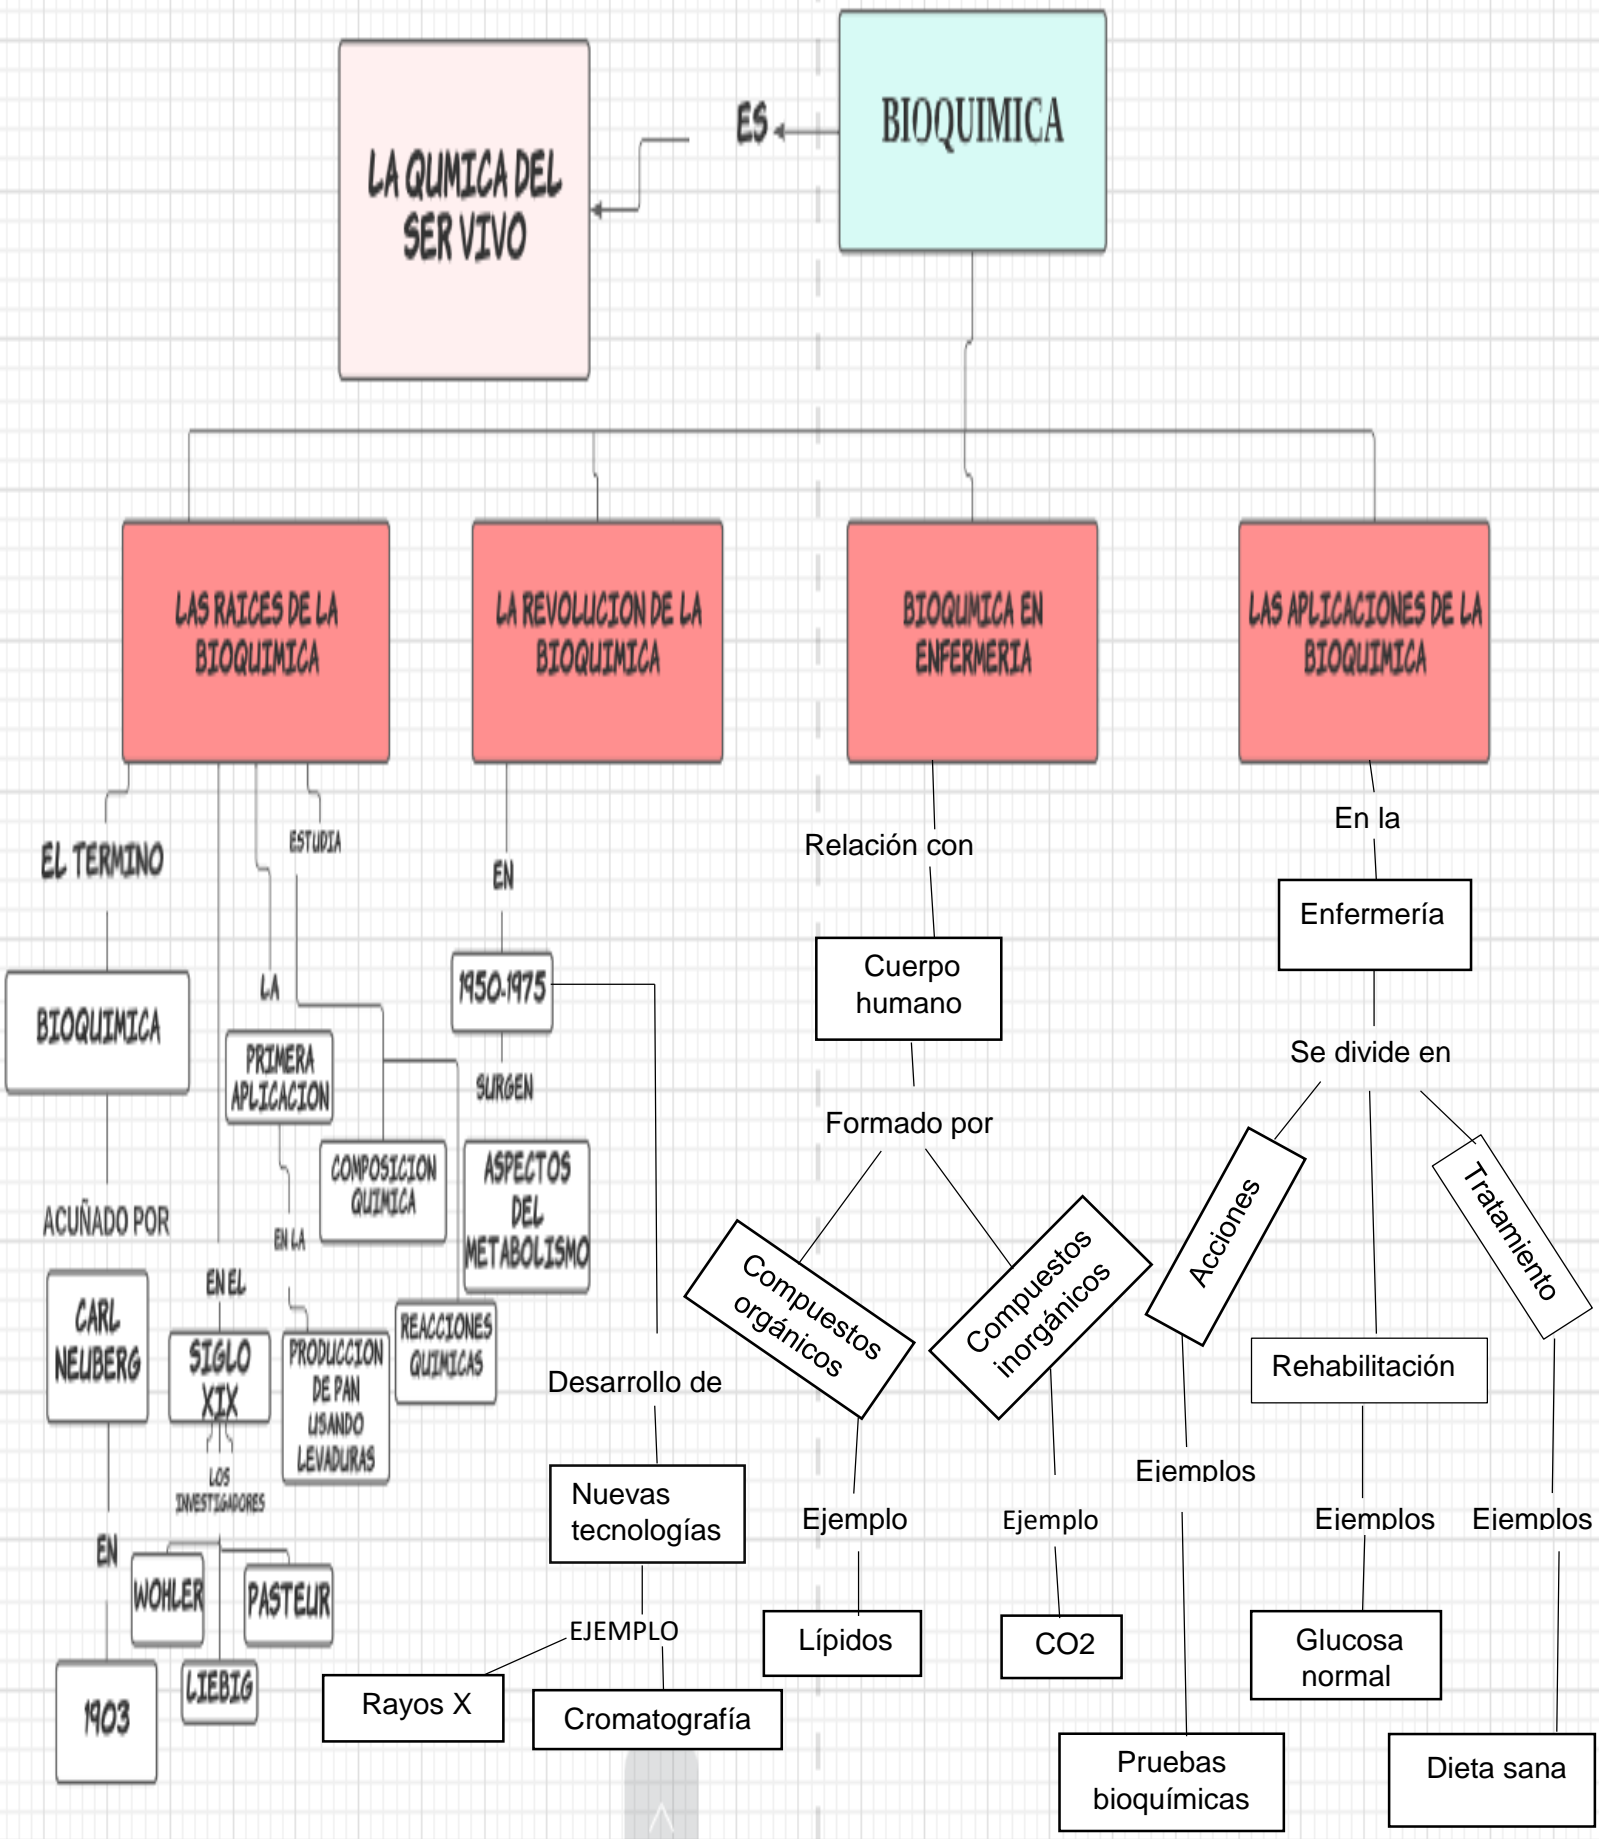 BIOQUIMICA
ES
LA QUMICA DEL
SER VIVO
LAS RAICES DE LA
BIOQUIMICA
LA REVOLUCION DE LA
BIOQUIMICA
BIOQUMICA EN
ENFERMERIA
LAS APLICACIONES DE LA
BIOQUIMICA
EL TERMINO
BIOQUIMICA
ACUÑADO POR
CARL
NEUBERG
EN
1903
EN EL
SIGLO
XIX
LOS
INVESTIGADORES
WOHLER
PASTEUR
LIEBIG
LA
PRIMERA
APLICACION
EN LA
PRODUCCION
DE PAN
USANDO
LEVADURAS
ESTUDIA
COMPOSICION
QUIMICA
REACCIONES
QUIMICAS
EN
1950-1975
SURGEN
ASPECTOS
DEL
METABOLISMO
Desarrollo de
Nuevas
tecnologías
EJEMPLO
Rayos X
Cromatografía
Relación con
Cuerpo
humano
Formado por
Compuestos
orgánicos
Ejemplo
Lípidos
Compuestos
inorgánicos
Ejemplo
CO2
En la
Enfermería
Se divide en
Acciones
Ejemplos
Pruebas
bioquímicas
Rehabilitación
Ejemplos
Glucosa
normal
Tratamiento
Ejemplos
Dieta sana